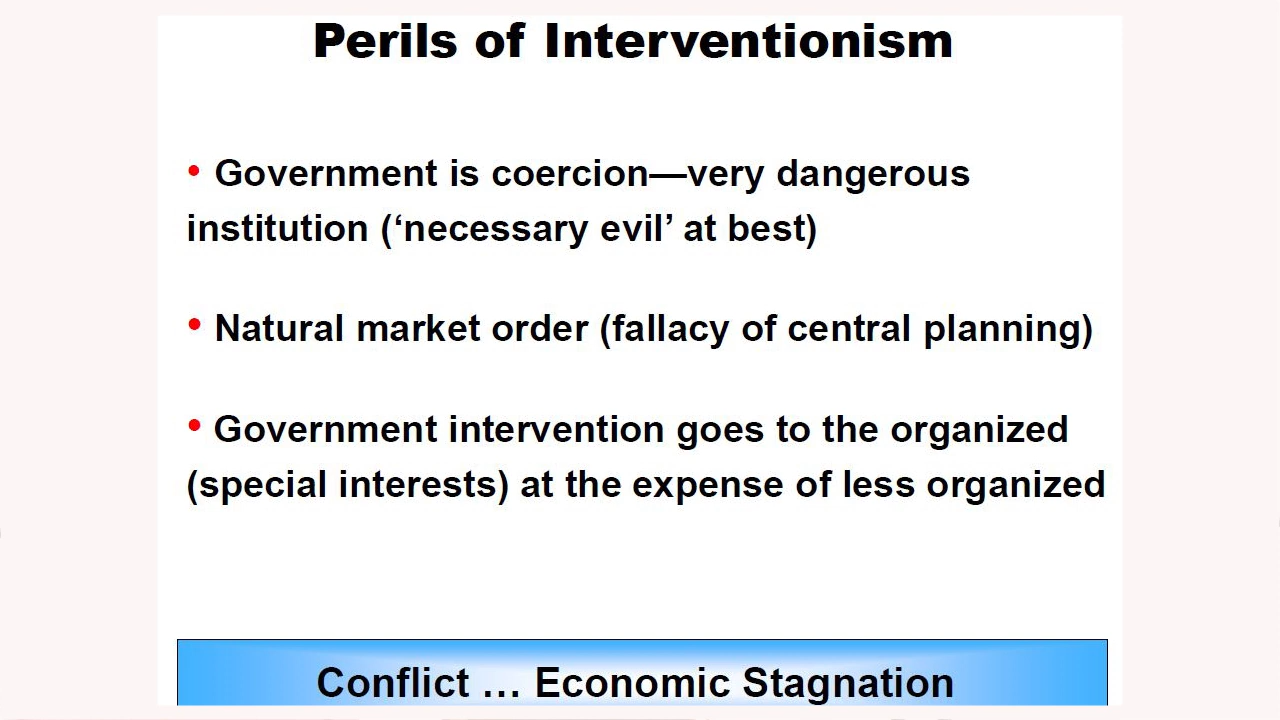 Perils of Interventionism
• Government is coercion—very dangerous
institution (‘necessary evil’ at best)
• Natural market order (fallacy of central planning)
• Government intervention goes to the organized
(special interests) at the expense of less organized
Conflict … Economic Stagnation